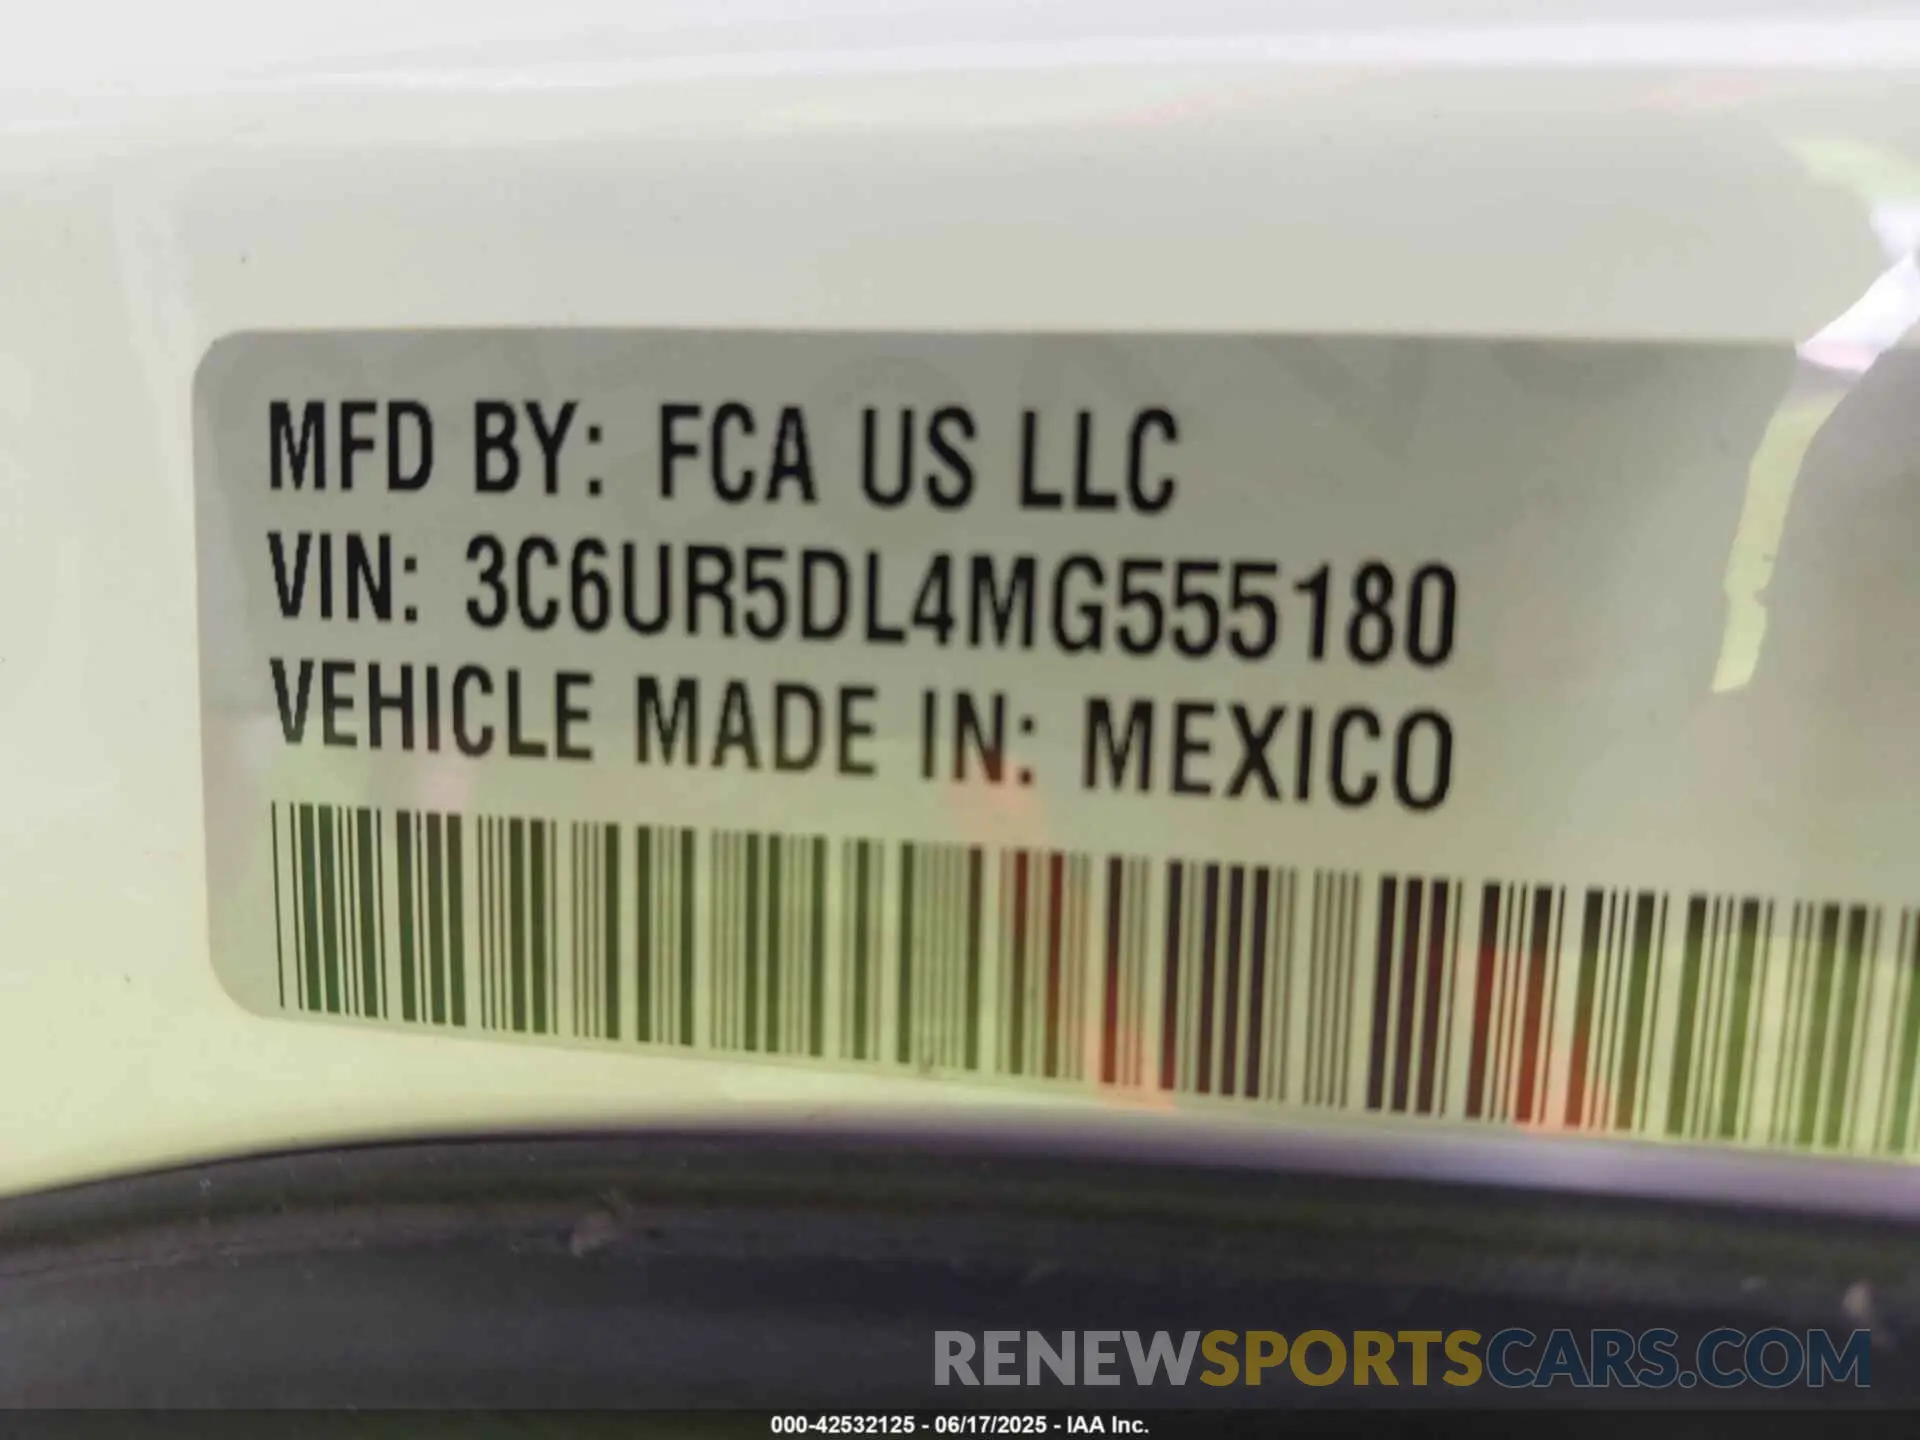 MFD BY: FCA US LLC
VIN: 3C6UR5DL4MG555180
VEHICLE MADE IN: MEXICO
RENEWSPORTSCARS.COM
000-42532125 - 06/17/2025 - IAA Inc.